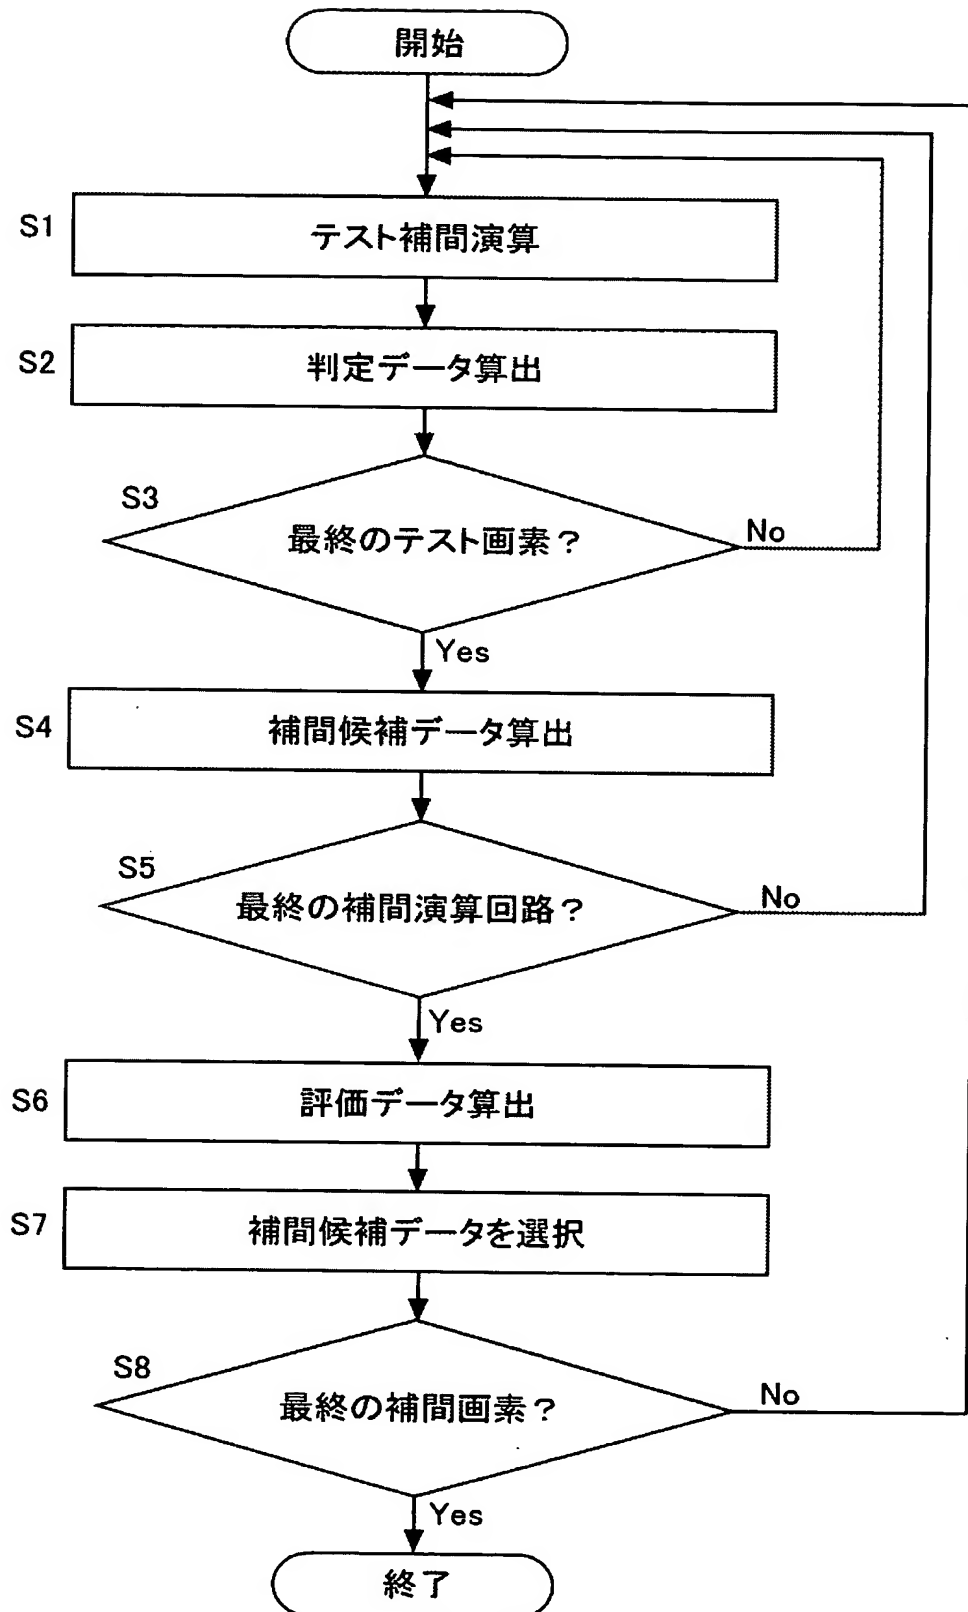 開始
S1
テスト補間演算
S2
判定データ算出
S3
最終のテスト画素？
No
Yes
S4
補間候補データ算出
S5
最終の補間演算回路？
No
Yes
S6
評価データ算出
S7
補間候補データを選択
S8
最終の補間画素？
No
Yes
終了